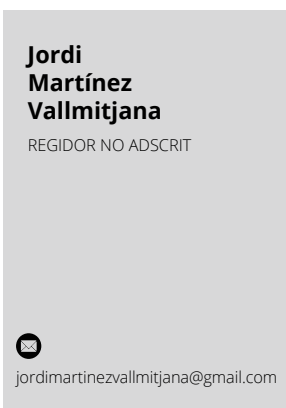 Jordi
Martínez
Vallmitjana
REGIDOR NO ADSCRIT
jordimartinezvallmitjana@gmail.com